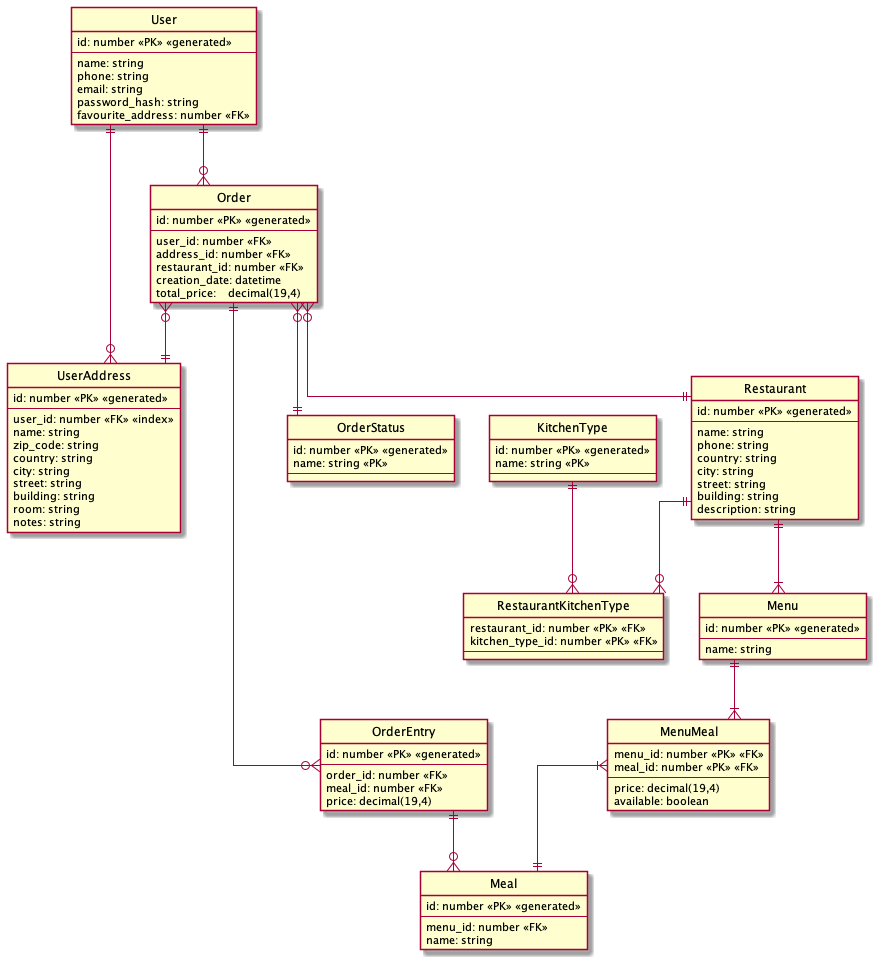 User
id: number «PK» «generated»
name: string
phone: string
email: string
password_hash: string
favourite_address: number «FK»
Order
id: number «PK» «generated»
user_id: number «FK»
address_id: number «FK»
restaurant_id: number «FK»
creation_date: datetime
total_price: decimal(19,4)
UserAddress
id: number «PK» «generated»
user_id: number «FK» «index»
name: string
zip_code: string
country: string
city: string
street: string
building: string
room: string
notes: string
OrderStatus
id: number «PK» «generated»
name: string «PK»
KitchenType
id: number «PK» «generated»
name: string «PK»
Restaurant
id: number «PK» «generated»
name: string
phone: string
country: string
city: string
street: string
building: string
description: string
RestaurantKitchenType
restaurant_id: number «PK» «FK»
kitchen_type_id: number «PK» «FK»
Menu
id: number «PK» «generated»
name: string
OrderEntry
id: number «PK» «generated»
order_id: number «FK»
meal_id: number «FK»
price: decimal(19,4)
MenuMeal
menu_id: number «PK» «FK»
meal_id: number «PK» «FK»
price: decimal(19,4)
available: boolean
Meal
id: number «PK» «generated»
menu_id: number «FK»
name: string